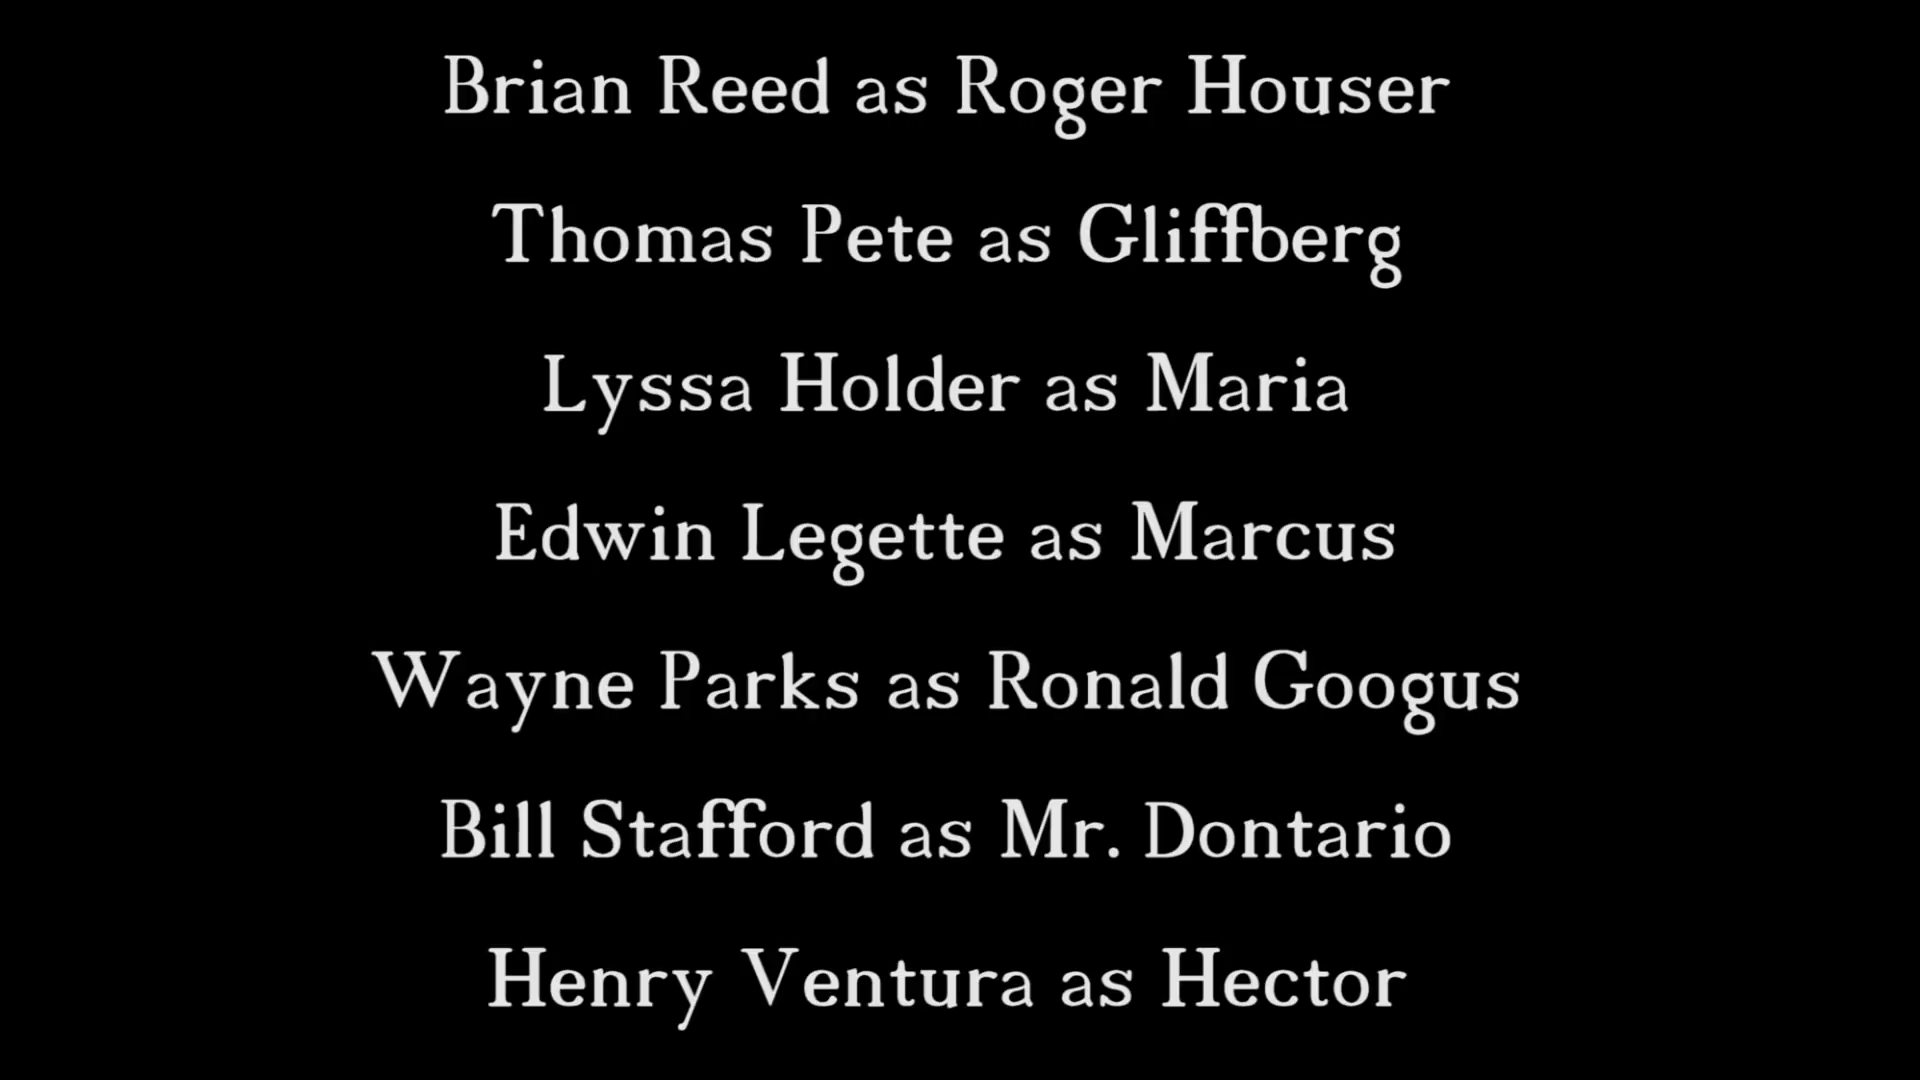 Brian Reed as Roger Houser
Thomas Pete as Gliffberg
Lyssa Holder as Maria
Edwin Legette as Marcus
Wayne Parks as Ronald Googus
Bill Stafford as Mr. Dontario
Henry Ventura as Hector